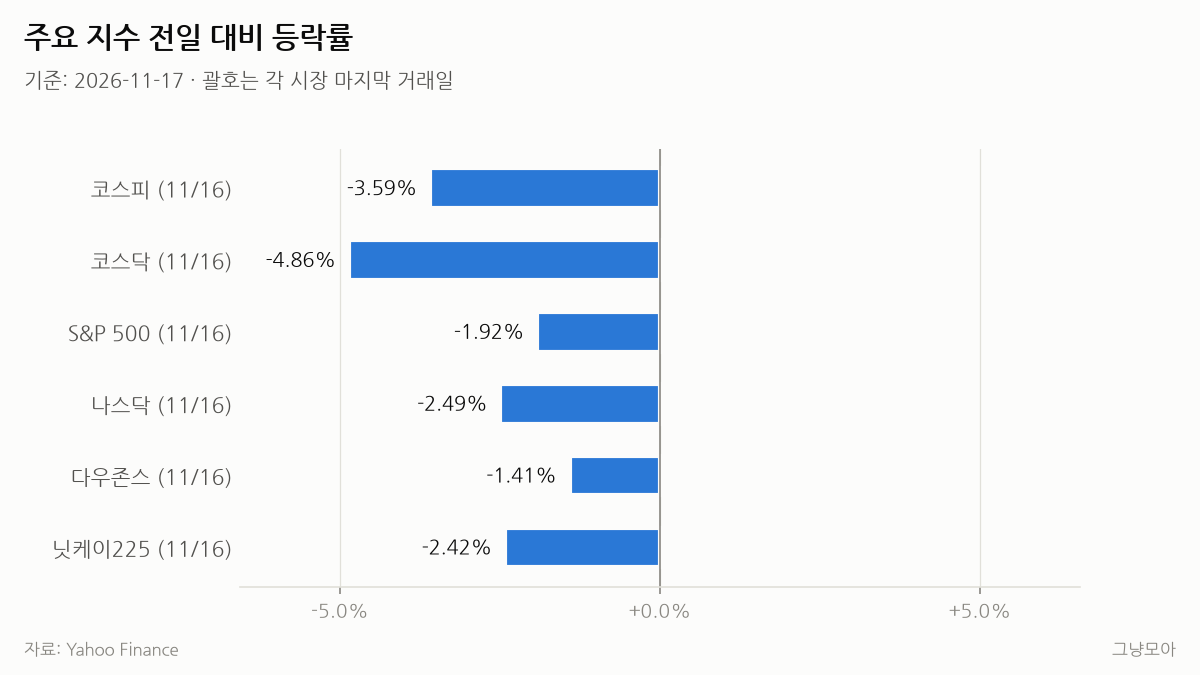 주요 지수 전일 대비 등락률
기준: 2026-11-17 · 괄호는 각 시장 마지막 거래일
코스피 (11/16) -3.59%
코스닥 (11/16) -4.86%
S&P 500 (11/16) -1.92%
나스닥 (11/16) -2.49%
다우존스 (11/16) -1.41%
닛케이225 (11/16) -2.42%
-5.0% +0.0% +5.0%
자료: Yahoo Finance 그냥모아